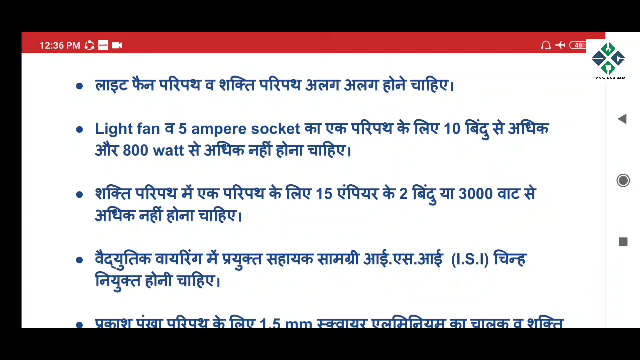 12:36 PM
48
लाइट फैन परिपथ व शक्ति परिपथ अलग अलग होने चाहिए।
Light fan व 5 ampere socket का एक परिपथ के लिए 10 बिंदु से अधिक
और 800 watt से अधिक नहीं होना चाहिए।
शक्ति परिपथ में एक परिपथ के लिए 15 एंपियर के 2 बिंदु या 3000 वाट से
अधिक नहीं होना चाहिए।
वैद्युतिक वायरिंग में प्रयुक्त सहायक सामग्री आई.एस.आई (I.S.I) चिन्ह
नियुक्त होनी चाहिए।
प्रकाश पंखा परिपथ के लिए 1.5 mm स्क्वायर एलमिनियम का चालक व शक्ति